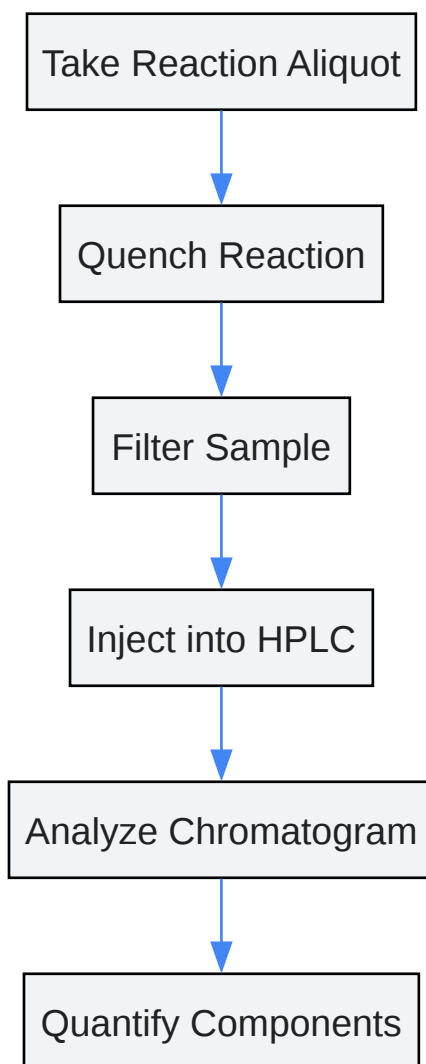 Take Reaction Aliquot
Quench Reaction
Filter Sample
Inject into HPLC
Analyze Chromatogram
Quantify Components